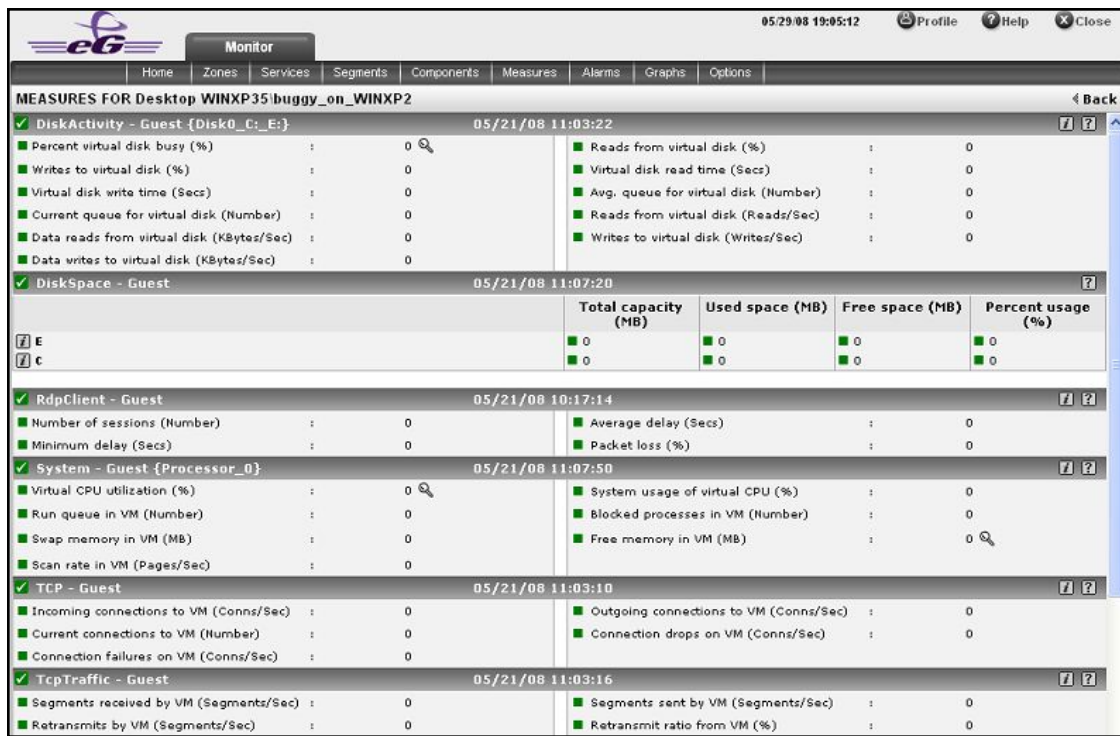 05/29/08 19:05:12 Profile Help Close
eG
Monitor
Home Zones Services Segments Components Measures Alarms Graphs Options
MEASURES FOR Desktop WINXP35\buggy_on_WINXP2 Back
DiskActivity - Guest {Disk0_C:_E:} 05/21/08 11:03:22
Percent virtual disk busy (%) : 0 Reads from virtual disk (%) : 0
Writes to virtual disk (%) : 0 Virtual disk read time (Secs) : 0
Virtual disk write time (Secs) : 0 Avg. queue for virtual disk (Number) : 0
Current queue for virtual disk (Number) : 0 Reads from virtual disk (Reads/Sec) : 0
Data reads from virtual disk (KBytes/Sec) : 0 Writes to virtual disk (Writes/Sec) : 0
Data writes to virtual disk (KBytes/Sec) : 0
DiskSpace - Guest 05/21/08 11:07:20
Total capacity (MB) Used space (MB) Free space (MB) Percent usage (%)
E 0 0 0 0
C 0 0 0 0
RdpClient - Guest 05/21/08 10:17:14
Number of sessions (Number) : 0 Average delay (Secs) : 0
Minimum delay (Secs) : 0 Packet loss (%) : 0
System - Guest {Processor_0} 05/21/08 11:07:50
Virtual CPU utilization (%) : 0 System usage of virtual CPU (%) : 0
Run queue in VM (Number) : 0 Blocked processes in VM (Number) : 0
Swap memory in VM (MB) : 0 Free memory in VM (MB) : 0
Scan rate in VM (Pages/Sec) : 0
TCP - Guest 05/21/08 11:03:10
Incoming connections to VM (Conns/Sec) : 0 Outgoing connections to VM (Conns/Sec) : 0
Current connections to VM (Number) : 0 Connection drops on VM (Conns/Sec) : 0
Connection failures on VM (Conns/Sec) : 0
TcpTraffic - Guest 05/21/08 11:03:16
Segments received by VM (Segments/Sec) : 0 Segments sent by VM (Segments/Sec) : 0
Retransmits by VM (Segments/Sec) : 0 Retransmit ratio from VM (%) : 0